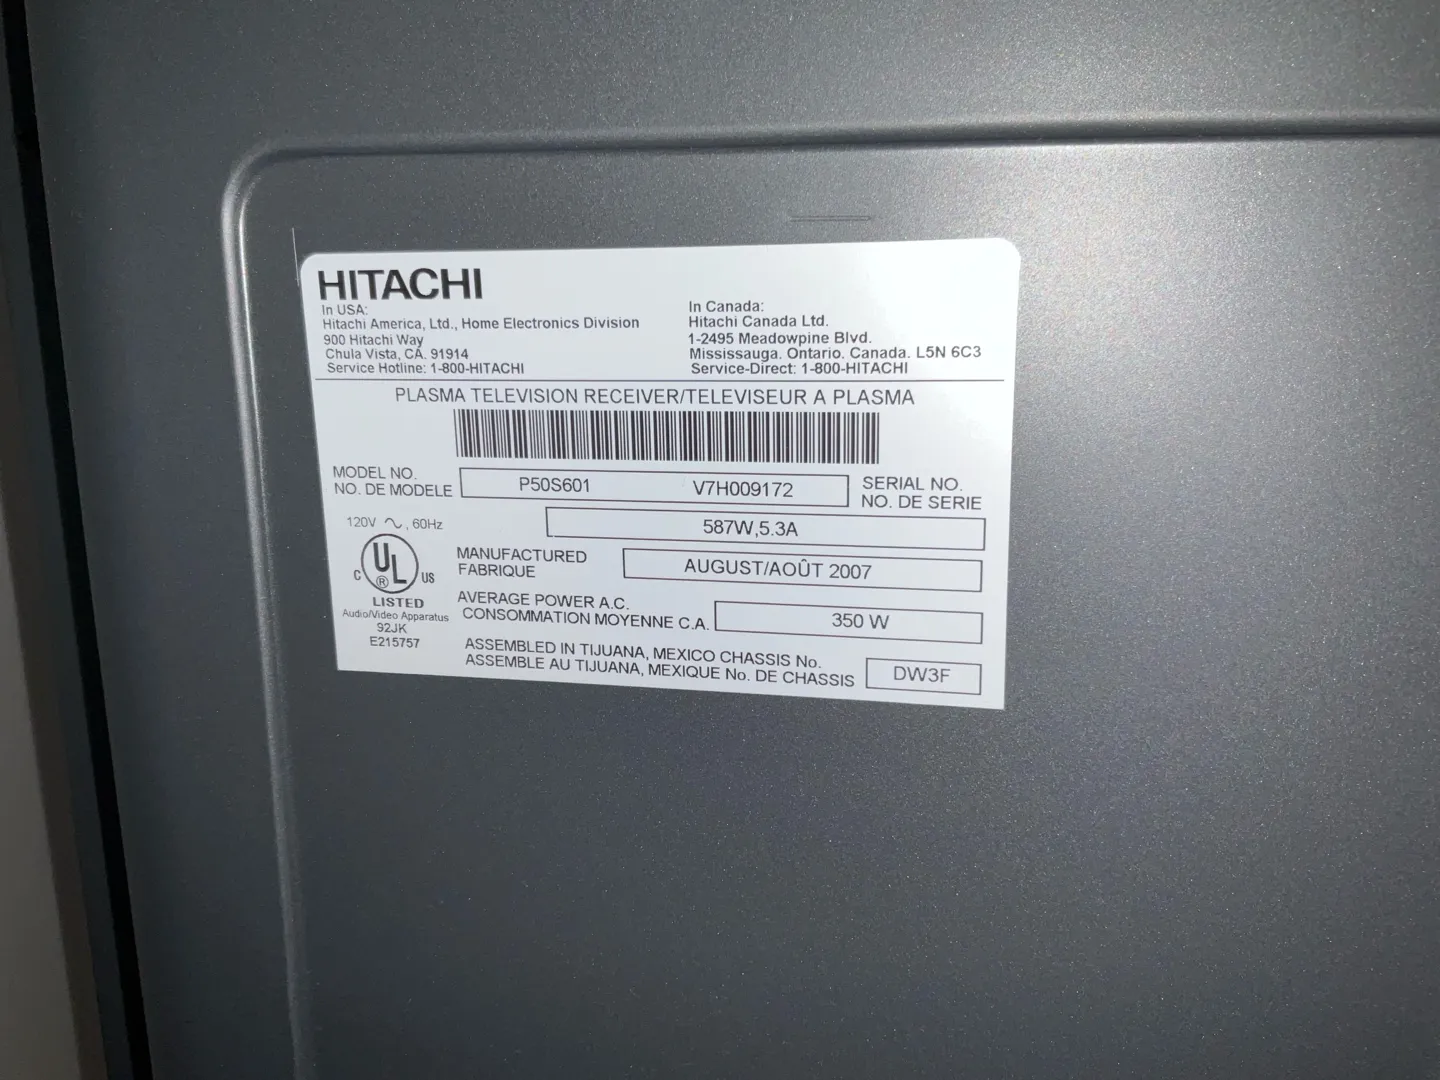 HITACHI
In USA:
Hitachi America, Ltd., Home Electronics Division
900 Hitachi Way
Chula Vista, CA. 91914
Service Hotline: 1-800-HITACHI
In Canada:
Hitachi Canada Ltd.
1-2495 Meadowpine Blvd.
Mississauga. Ontario. Canada. L5N 6C3
Service-Direct: 1-800-HITACHI
PLASMA TELEVISION RECEIVER/TELEVISEUR A PLASMA
MODEL NO.
NO. DE MODELE
P50S601 V7H009172
SERIAL NO.
NO. DE SERIE
120V ~, 60Hz
587W,5.3A
C UL ® US
LISTED
Audio/Video Apparatus
92JK
E215757
MANUFACTURED
FABRIQUE
AUGUST/AOÛT 2007
AVERAGE POWER A.C.
CONSOMMATION MOYENNE C.A.
350 W
ASSEMBLED IN TIJUANA, MEXICO CHASSIS No.
ASSEMBLE AU TIJUANA, MEXIQUE No. DE CHASSIS
DW3F